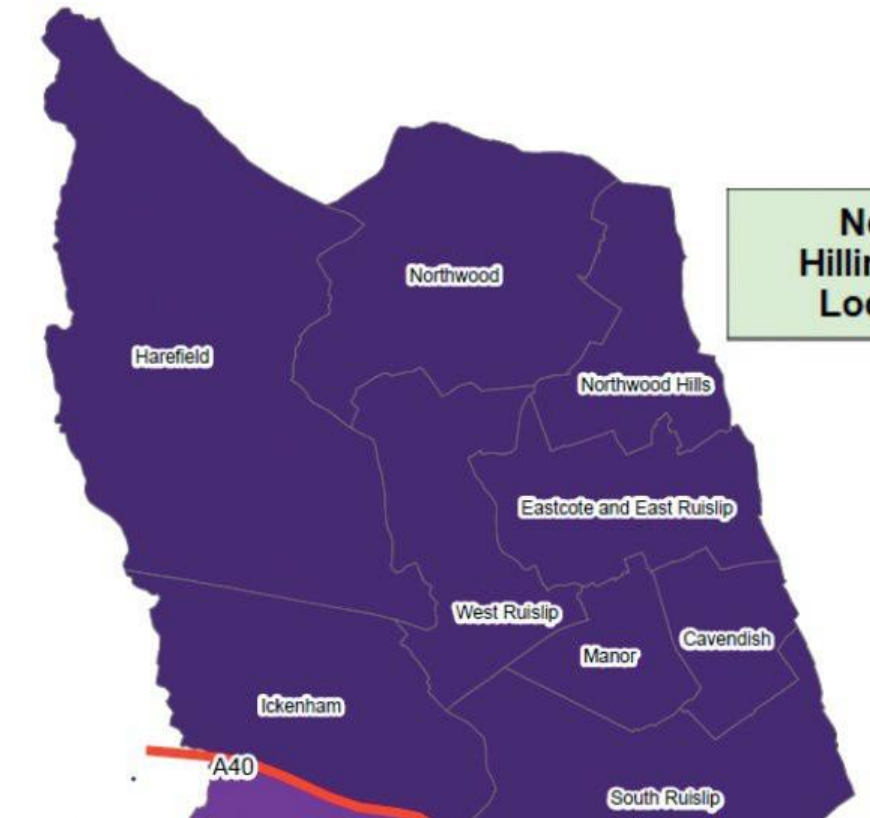 Northwood
Harefield
Northwood Hills
Eastcote and East Ruislip
West Ruislip
Cavendish
Manor
Ickenham
A40
South Ruislip